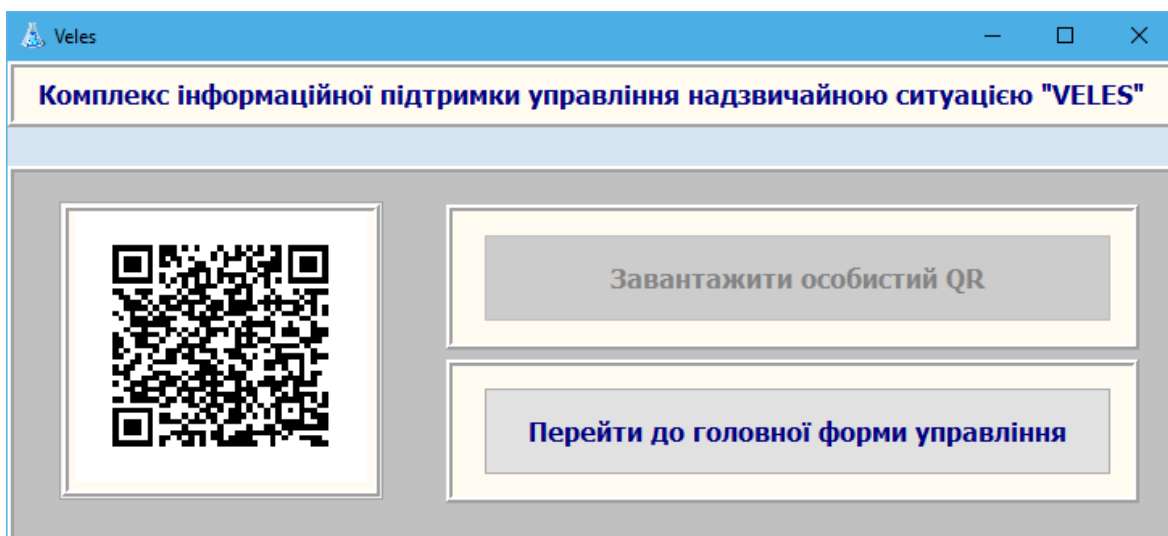 Veles
Комплекс інформаційної підтримки управління надзвичайною ситуацією "VELES"
Завантажити особистий QR
Перейти до головної форми управління